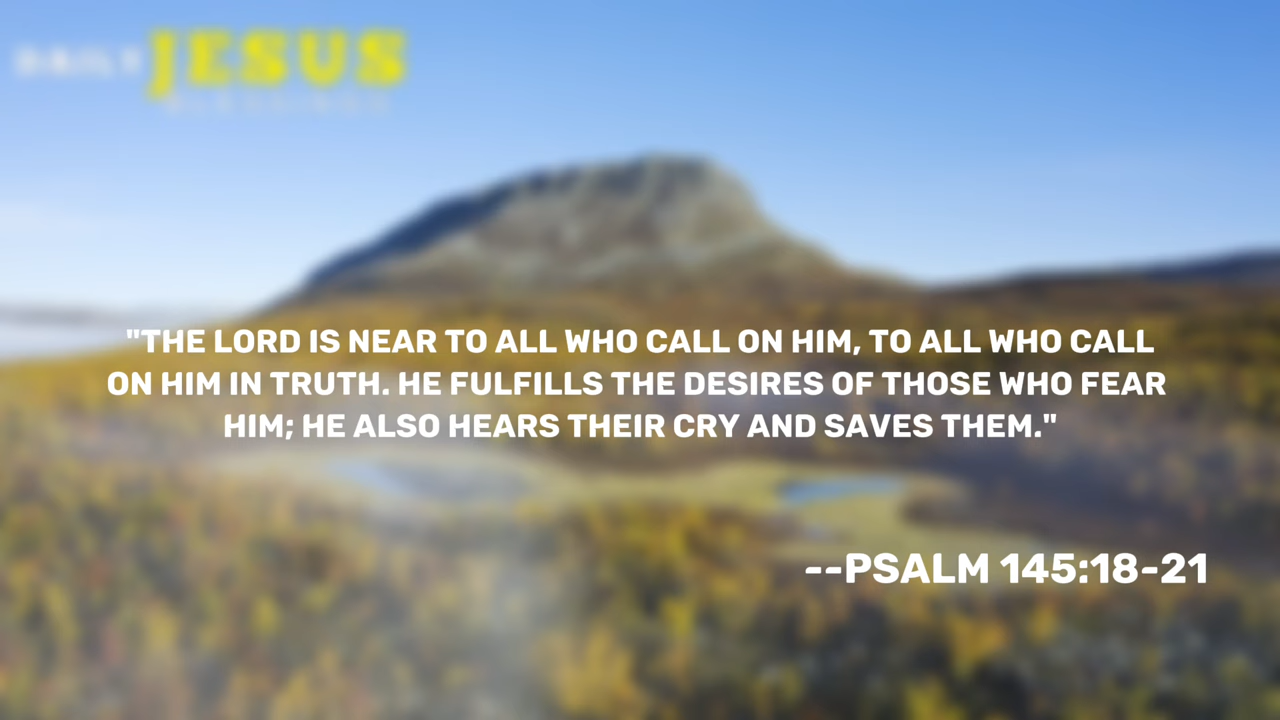 DAILY JESUS
BLESSINGS
"THE LORD IS NEAR TO ALL WHO CALL ON HIM, TO ALL WHO CALL
ON HIM IN TRUTH. HE FULFILLS THE DESIRES OF THOSE WHO FEAR
HIM; HE ALSO HEARS THEIR CRY AND SAVES THEM."
--PSALM 145:18-21